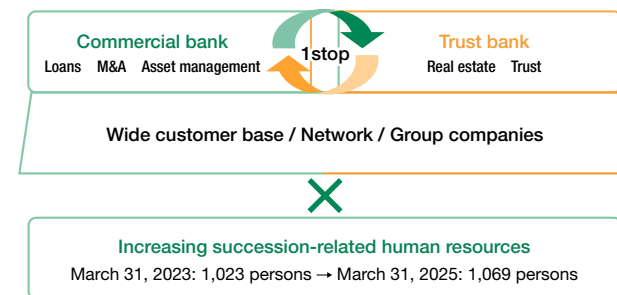 Commercial bank
Loans M&A Asset management
1stop
Trust bank
Real estate Trust
Wide customer base / Network / Group companies
×
Increasing succession-related human resources
March 31, 2023: 1,023 persons → March 31, 2025: 1,069 persons